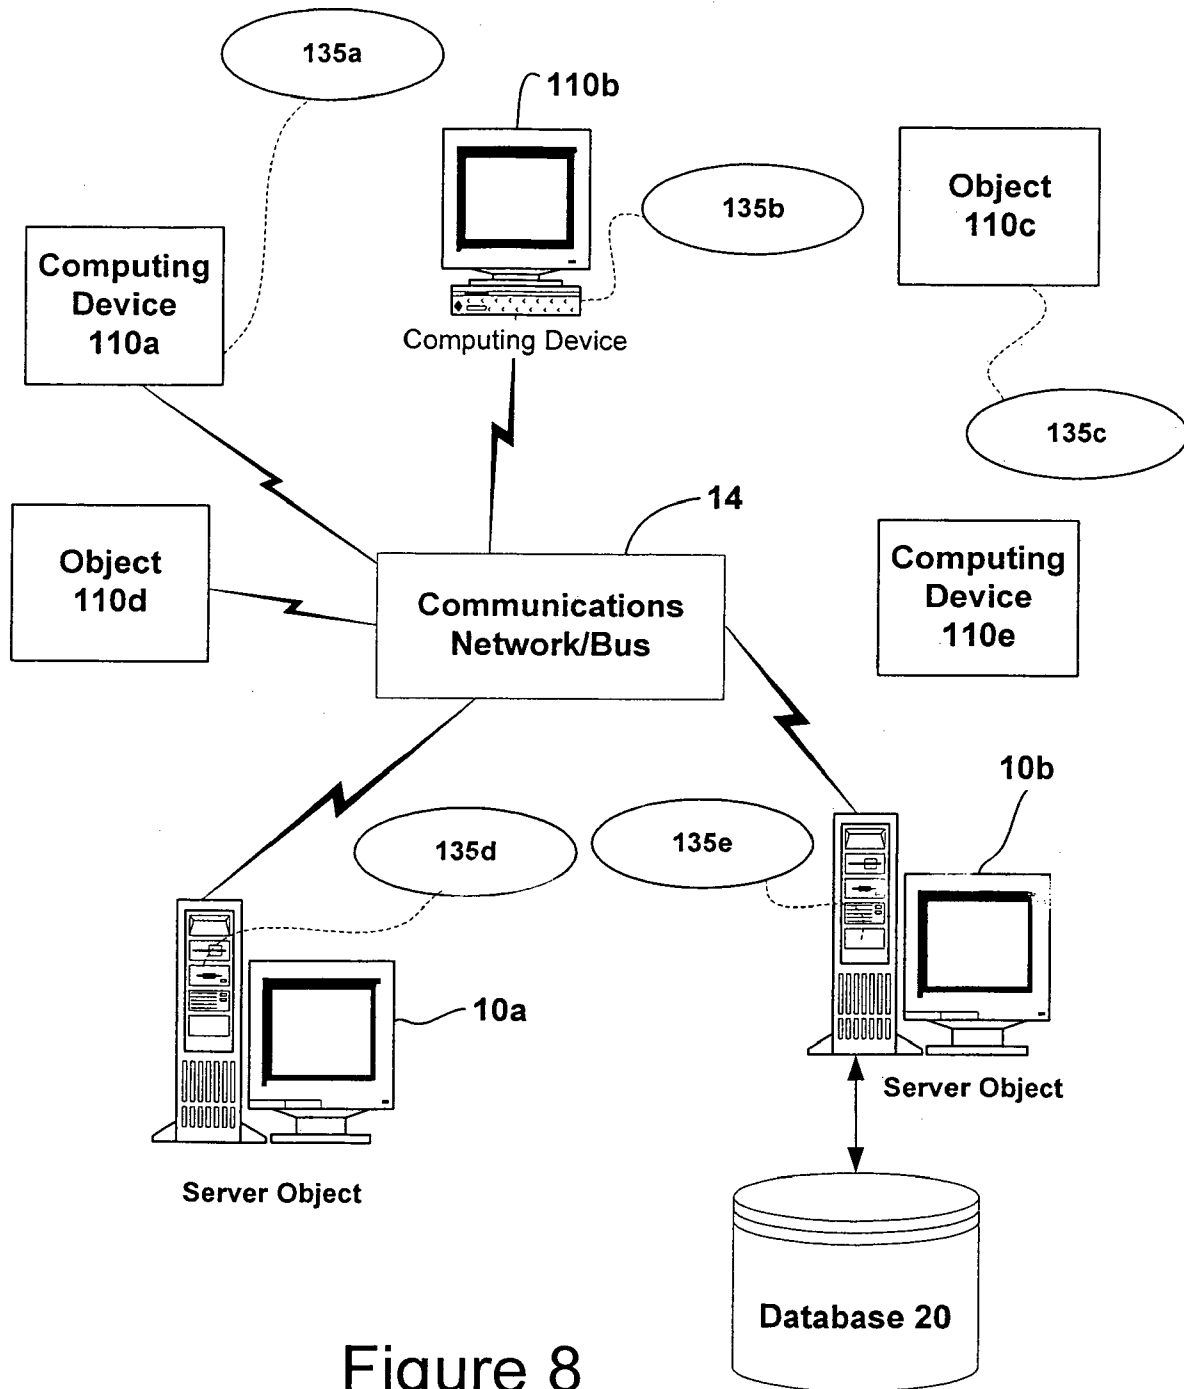 135a
110b
135b
Object
110c
Computing
Device
110a
Computing Device
135c
14
Object
110d
Communications
Network/Bus
Computing
Device
110e
10b
135d
135e
10a
Server Object
Server Object
Database 20
Figure 8